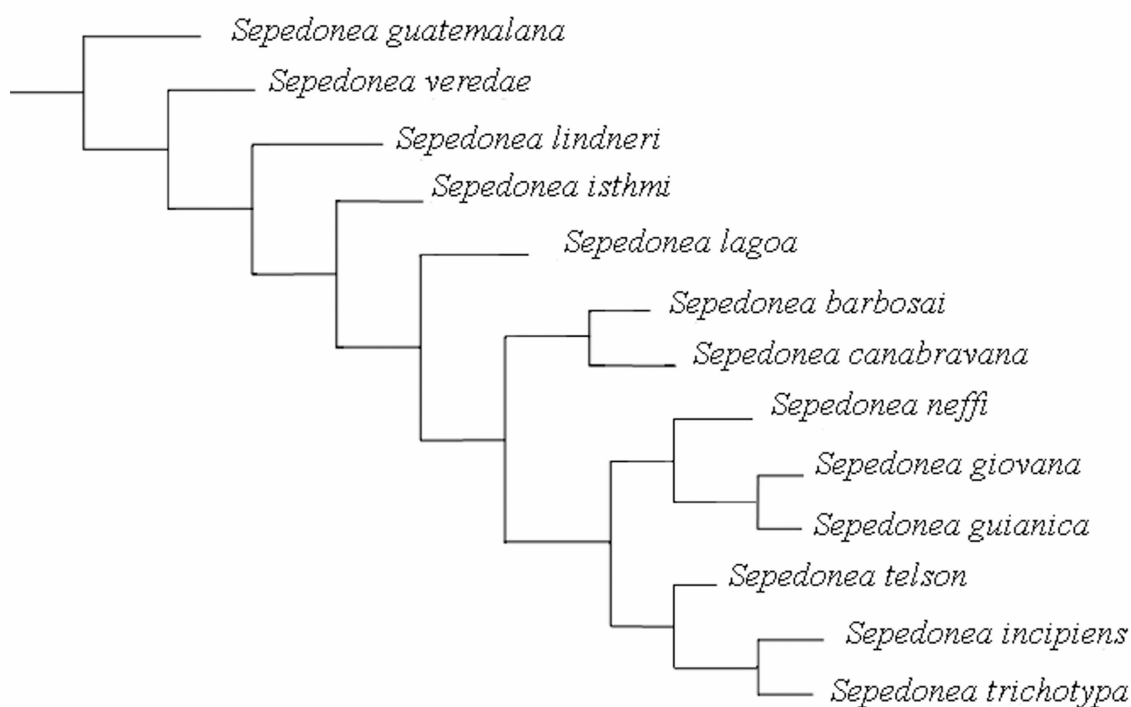 Sepedonea guatemalana
Sepedonea veredae
Sepedonea lindneri
Sepedonea isthmi
Sepedonea lagoa
Sepedonea barbosai
Sepedonea canabravana
Sepedonea neffi
Sepedonea giovana
Sepedonea guianica
Sepedonea telson
Sepedonea incipiens
Sepedonea trichotypa